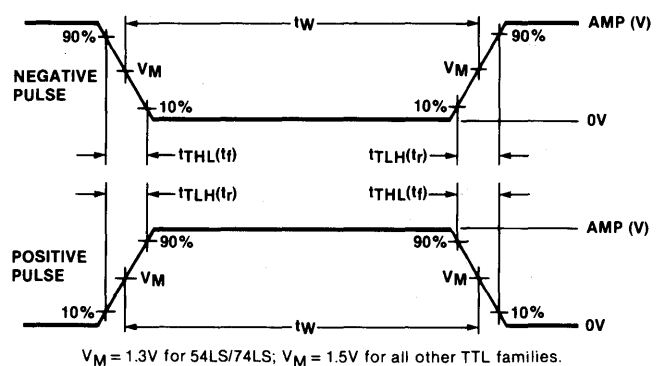 tW AMP (V)
90% 90%
NEGATIVE PULSE VM VM
10% 10%
0V
tTHL(tf) tTLH(tr)
tTLH(tr) tTHL(tf)
AMP (V)
90% 90%
POSITIVE PULSE VM VM
10% 10%
tW 0V
VM = 1.3V for 54LS/74LS; VM = 1.5V for all other TTL families.